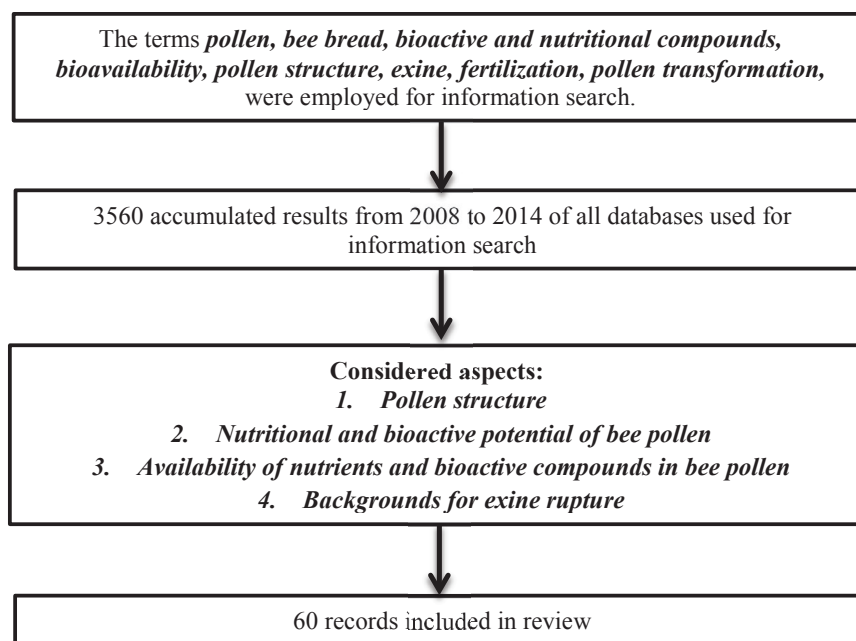 The terms pollen, bee bread, bioactive and nutritional compounds,
bioavailability, pollen structure, exine, fertilization, pollen transformation,
were employed for information search.
3560 accumulated results from 2008 to 2014 of all databases used for
information search
Considered aspects:
1. Pollen structure
2. Nutritional and bioactive potential of bee pollen
3. Availability of nutrients and bioactive compounds in bee pollen
4. Backgrounds for exine rupture
60 records included in review